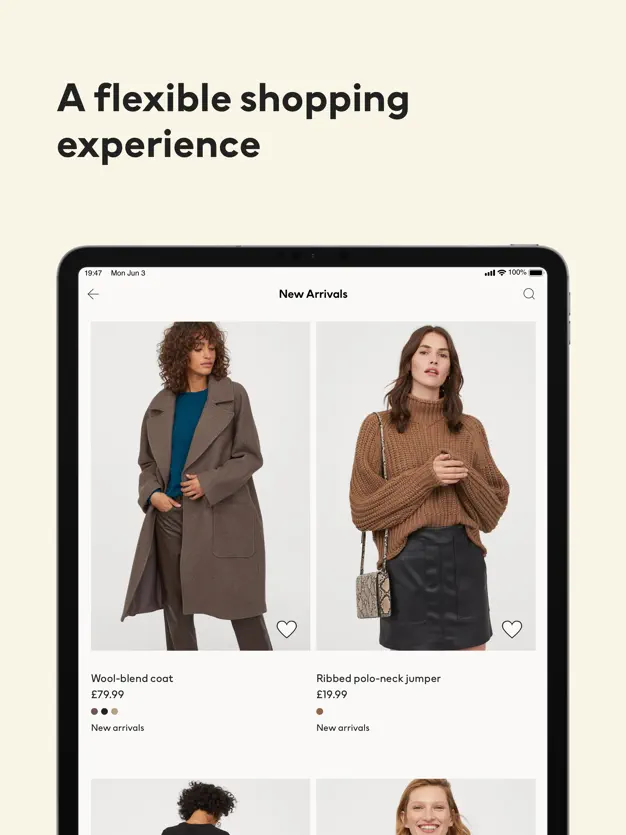 A flexible shopping
experience
19:47 Mon Jun 3
100%
New Arrivals
Wool-blend coat
£79.99
New arrivals
Ribbed polo-neck jumper
£19.99
New arrivals